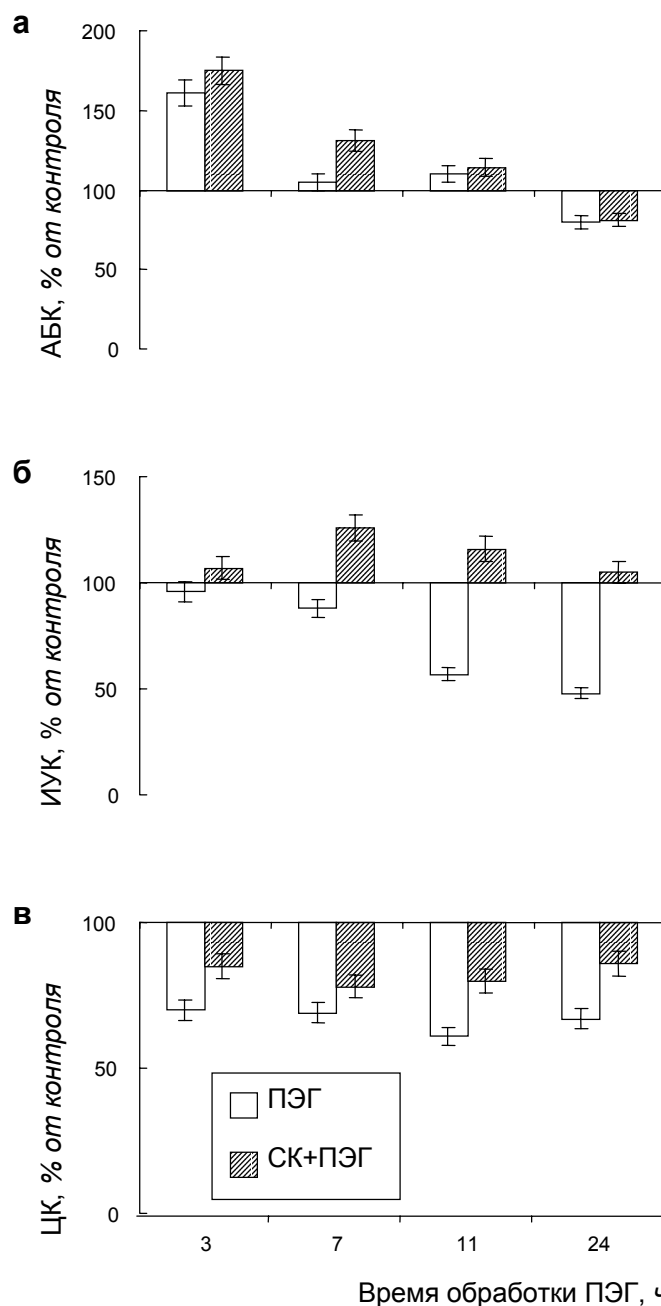 а
200
150
100
50
0
АБК, % от контроля
б
150
100
50
0
ИУК, % от контроля
в
100
50
0
ЦК, % от контроля
ПЭГ
СК+ПЭГ
3 7 11 24
Время обработки ПЭГ, ч